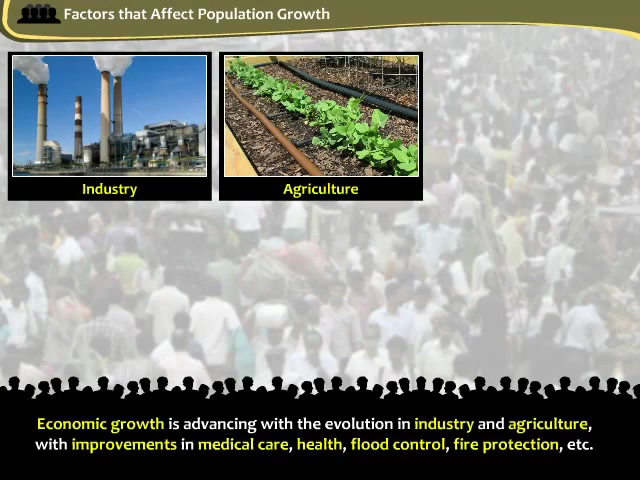 Factors that Affect Population Growth
Industry
Agriculture
Economic growth is advancing with the evolution in industry and agriculture,
with improvements in medical care, health, flood control, fire protection, etc.